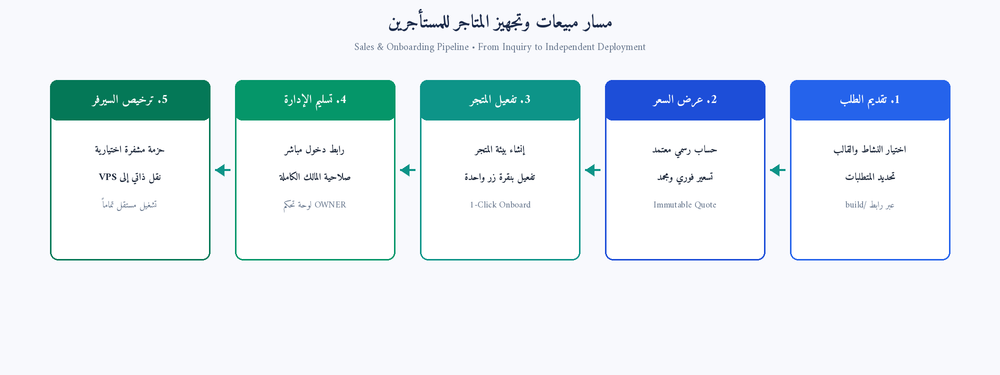 مسار مبيعات وتجهيز المتاجر للمستأجرين
Sales & Onboarding Pipeline • From Inquiry to Independent Deployment
1. تقديم الطلب
اختيار النشاط والقالب
تحديد المتطلبات
عبر رابط /build
2. عرض السعر
حساب رسمي معتمد
تسعير فوري ومجمد
Immutable Quote
3. تفعيل المتجر
إنشاء بيئة المتجر
تفعيل بنقرة زر واحدة
1-Click Onboard
4. تسليم الإدارة
رابط دخول مباشر
صلاحية المالك الكاملة
لوحة تحكم OWNER
5. ترخيص السيرفر
حزمة مشفرة اختيارية
نقل ذاتي إلى VPS
تشغيل مستقل تماماً